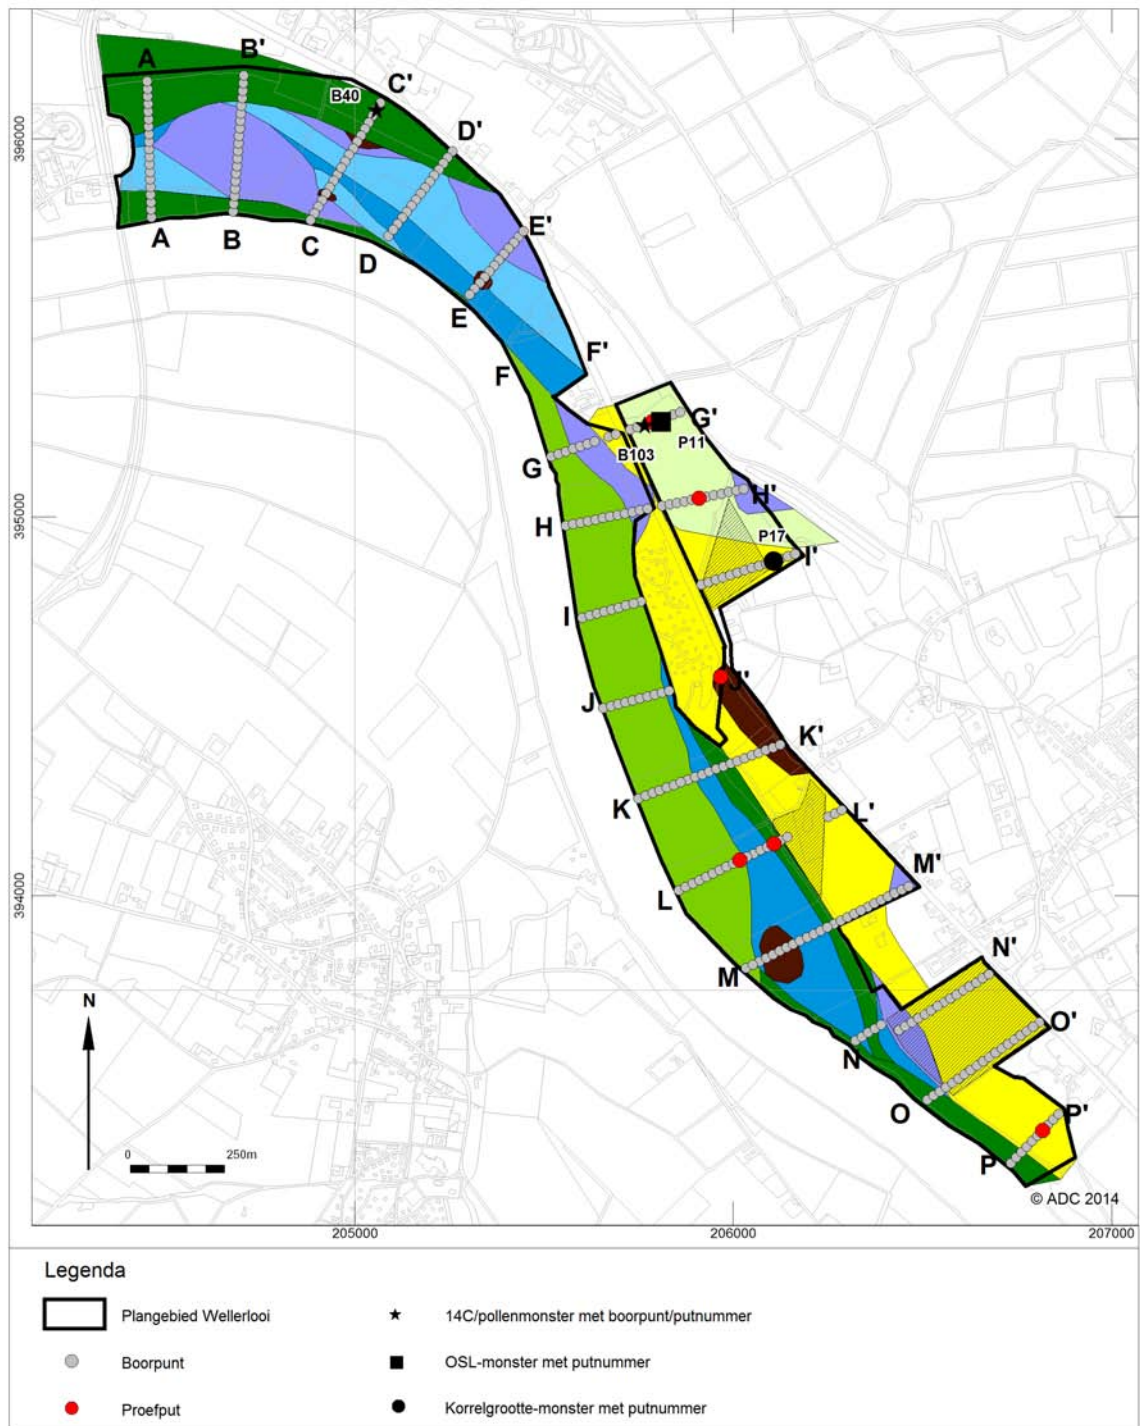 A
B'
C'
B40
D'
396000
E'
A
B
C
D
E
F'
F
G'
P11
B103
G
H'
395000
H
P17
I'
I
J'
J
K'
K
L'
M'
394000
L
N'
M
N
O'
N
O
P'
0
250m
P
© ADC 2014
205000
206000
207000
Legenda
Plangebied Wellerlooi
14C/pollenmonster met boorpunt/putnummer
Boorpunt
OSL-monster met putnummer
Proefput
Korrelgrootte-monster met putnummer